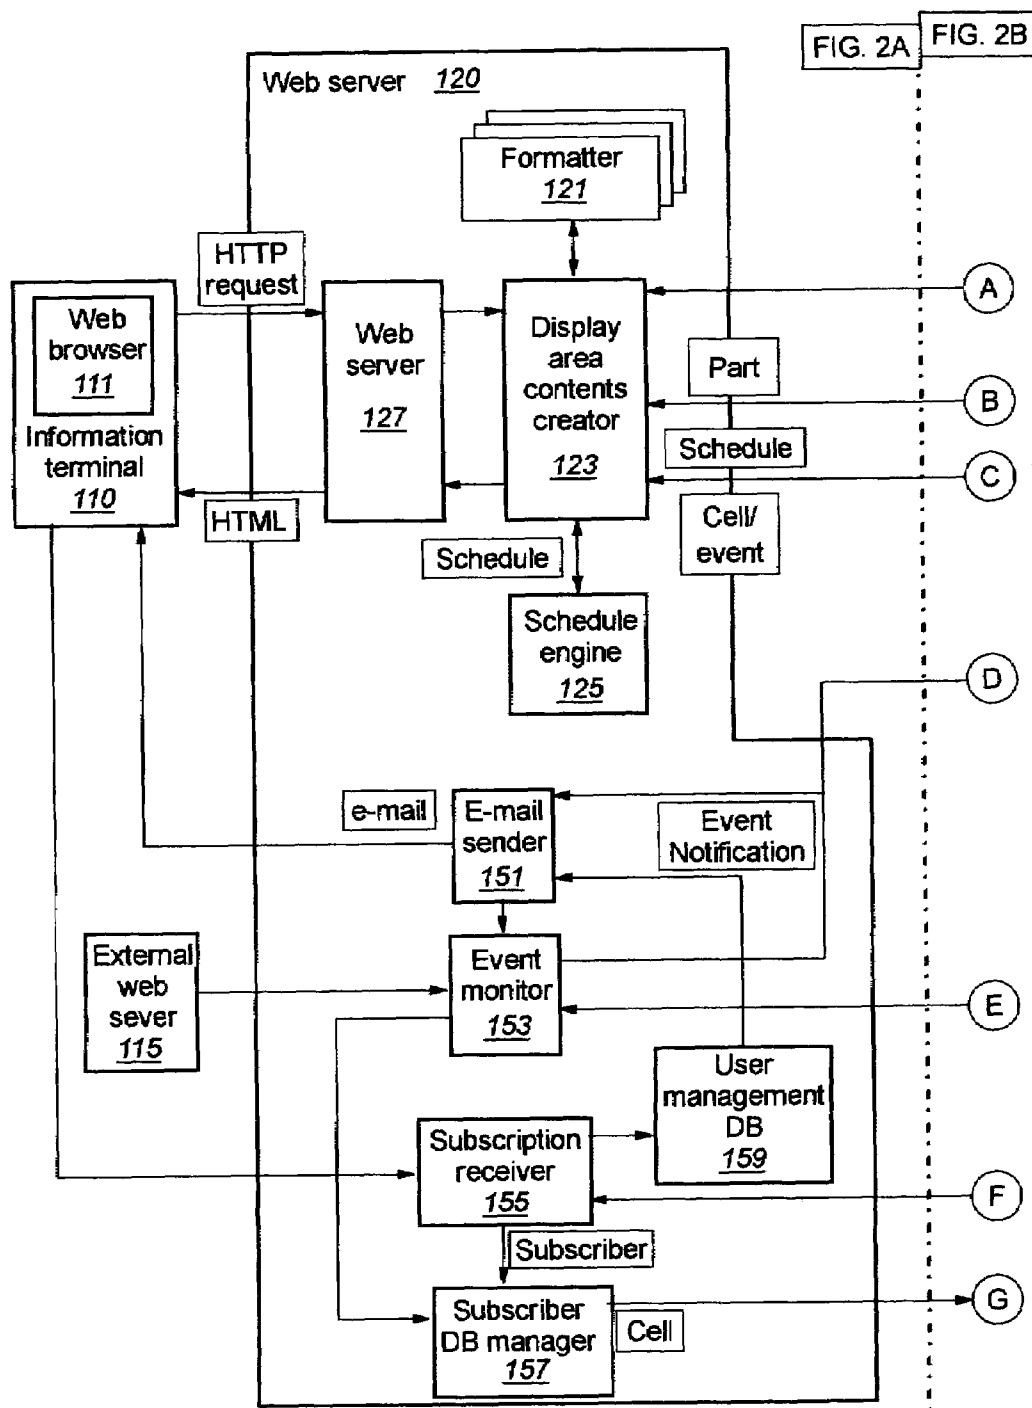 FIG. 2A
FIG. 2B
Web server 120
Formatter
121
HTTP
request
Web
browser
111
Information
terminal
110
Web
server
127
Display
area
contents
creator
123
A
Part
B
Schedule
C
HTML
Cell/
event
Schedule
Schedule
engine
125
D
e-mail
E-mail
sender
151
Event
Notification
External
web
sever
115
Event
monitor
153
E
User
management
DB
159
Subscription
receiver
155
F
Subscriber
Subscriber
DB manager
157
Cell
G